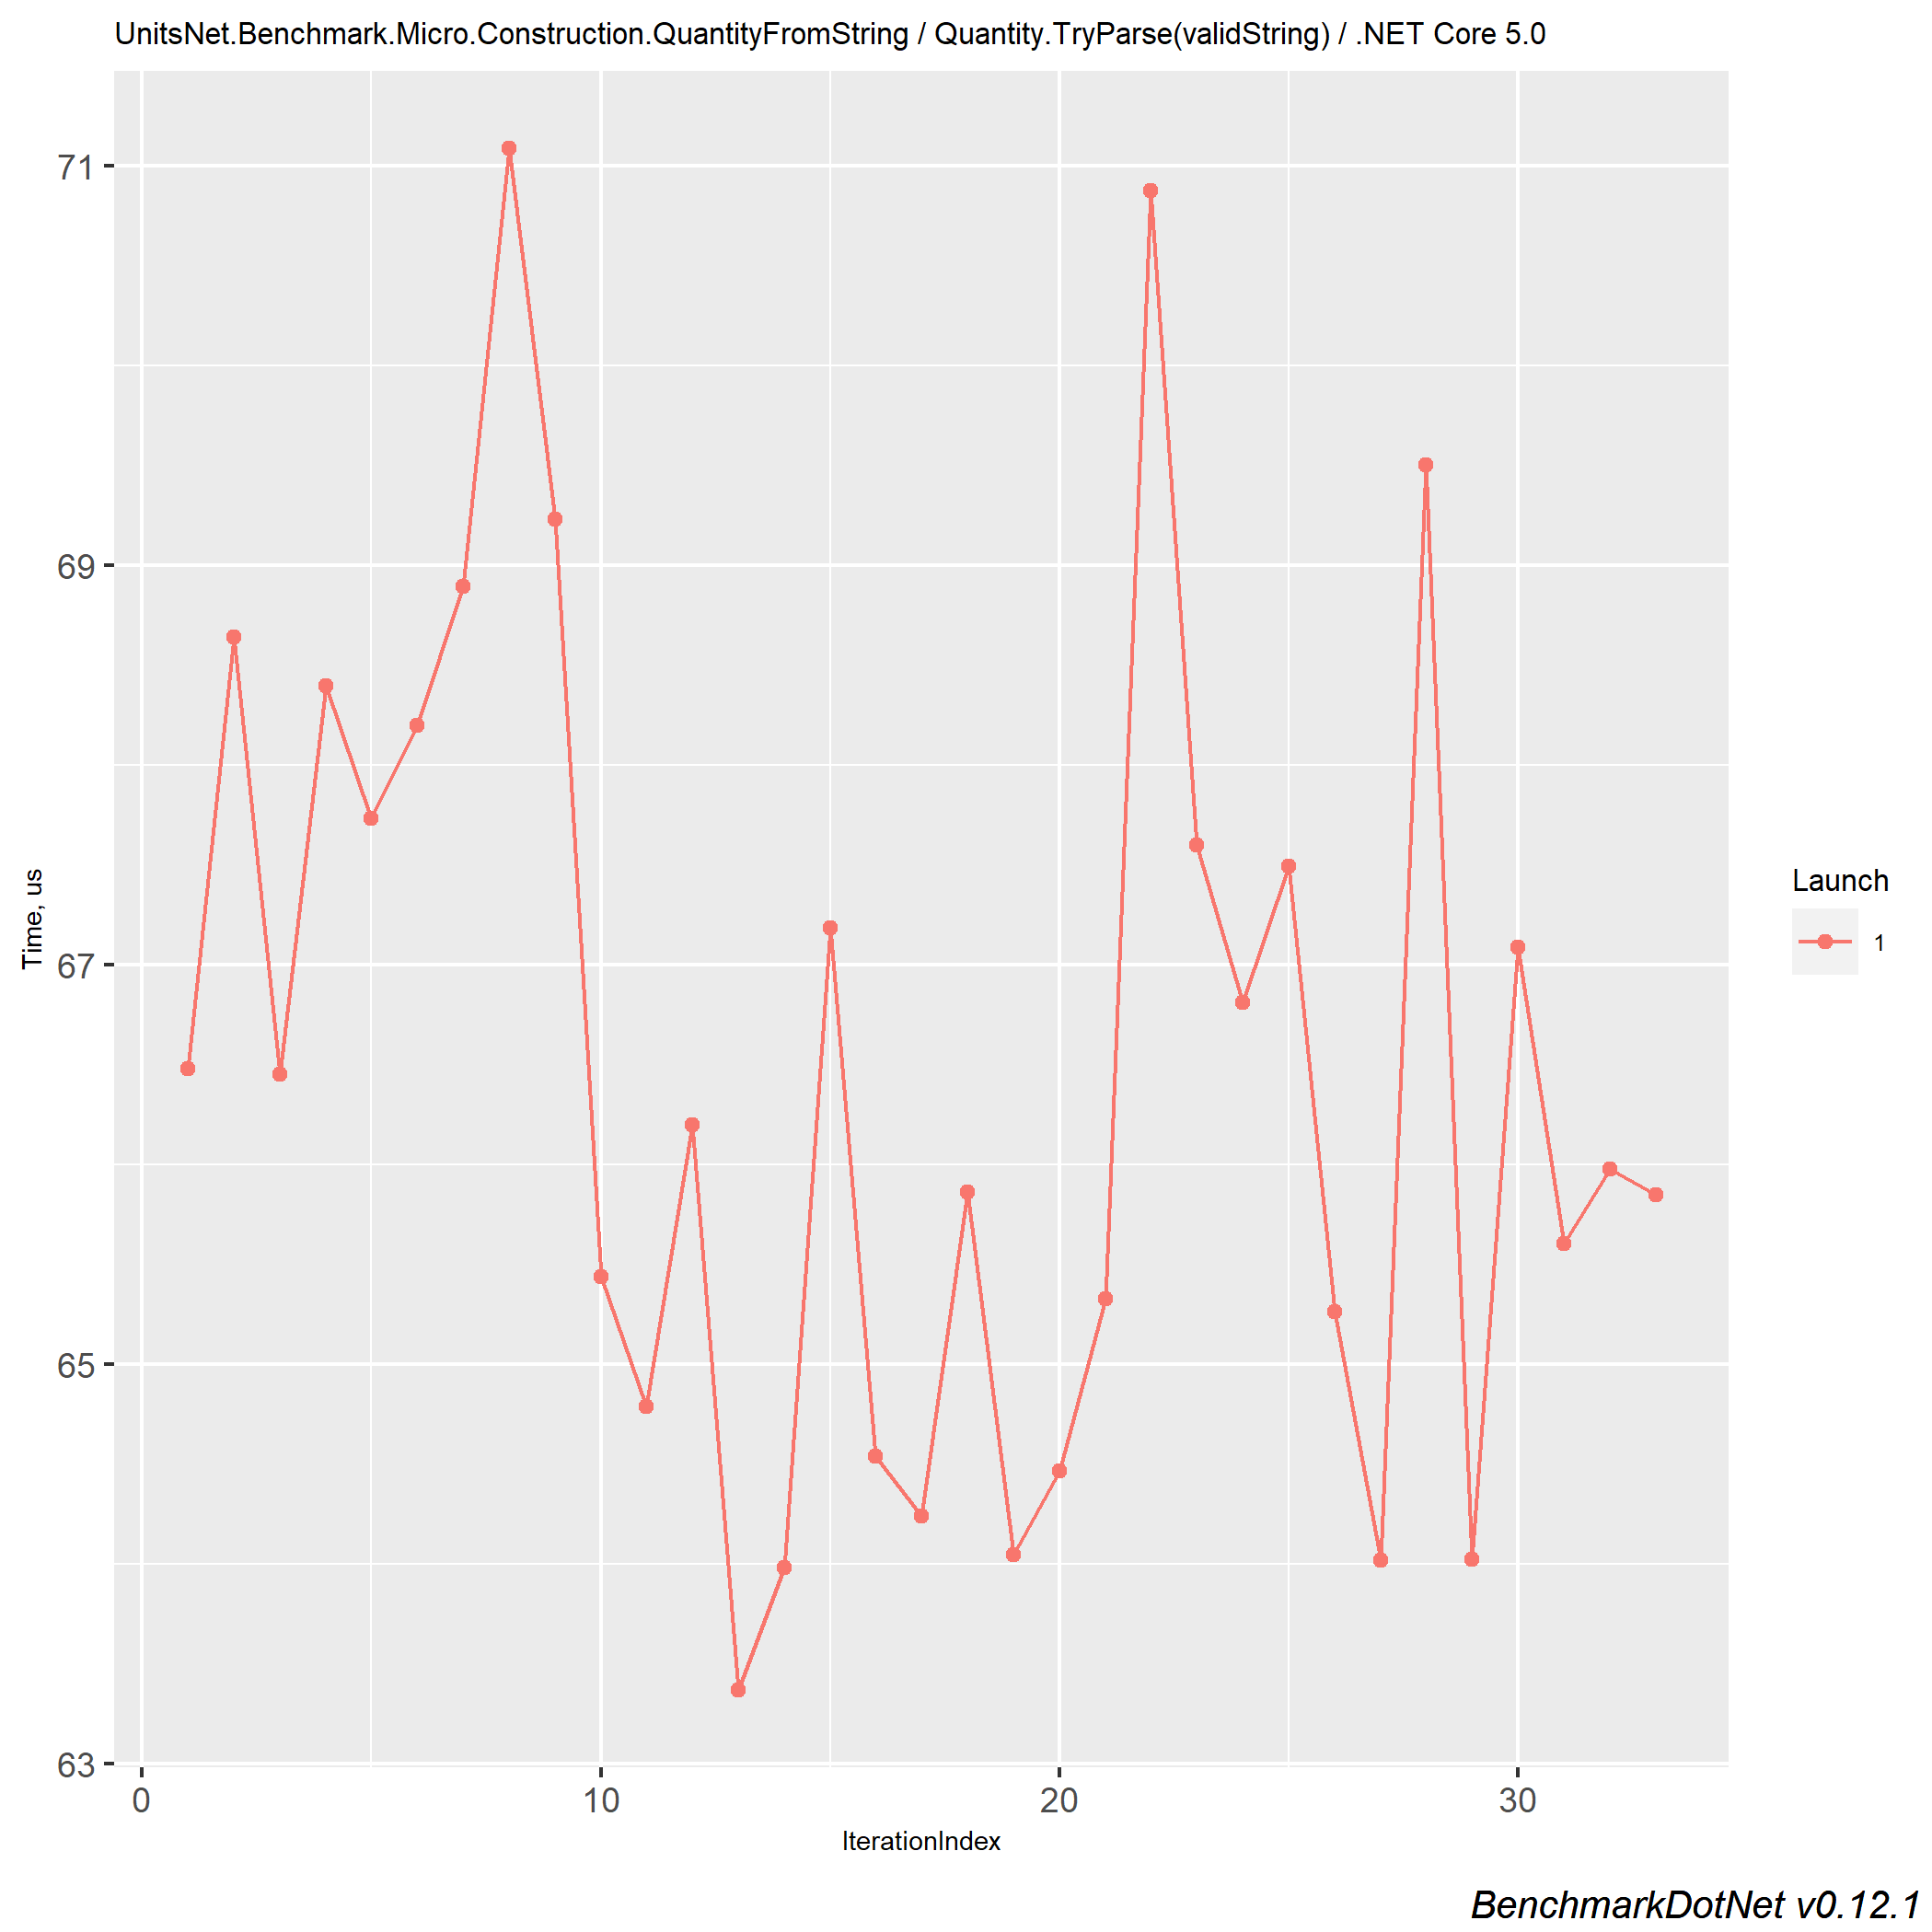 UnitsNet.Benchmark.Micro.Construction.QuantityFromString / Quantity.TryParse(validString) / .NET Core 5.0
71
69
67
65
63
Time, us
0 10 20 30
IterationIndex
Launch
1
BenchmarkDotNet v0.12.1